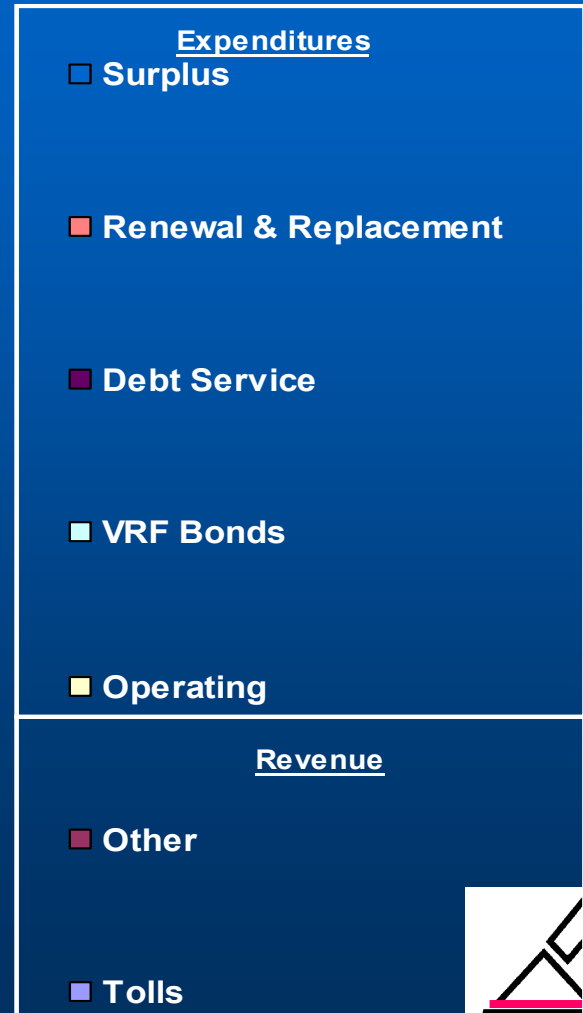 Expenditures
Surplus
Renewal & Replacement
Debt Service
VRF Bonds
Operating
Revenue
Other
Tolls